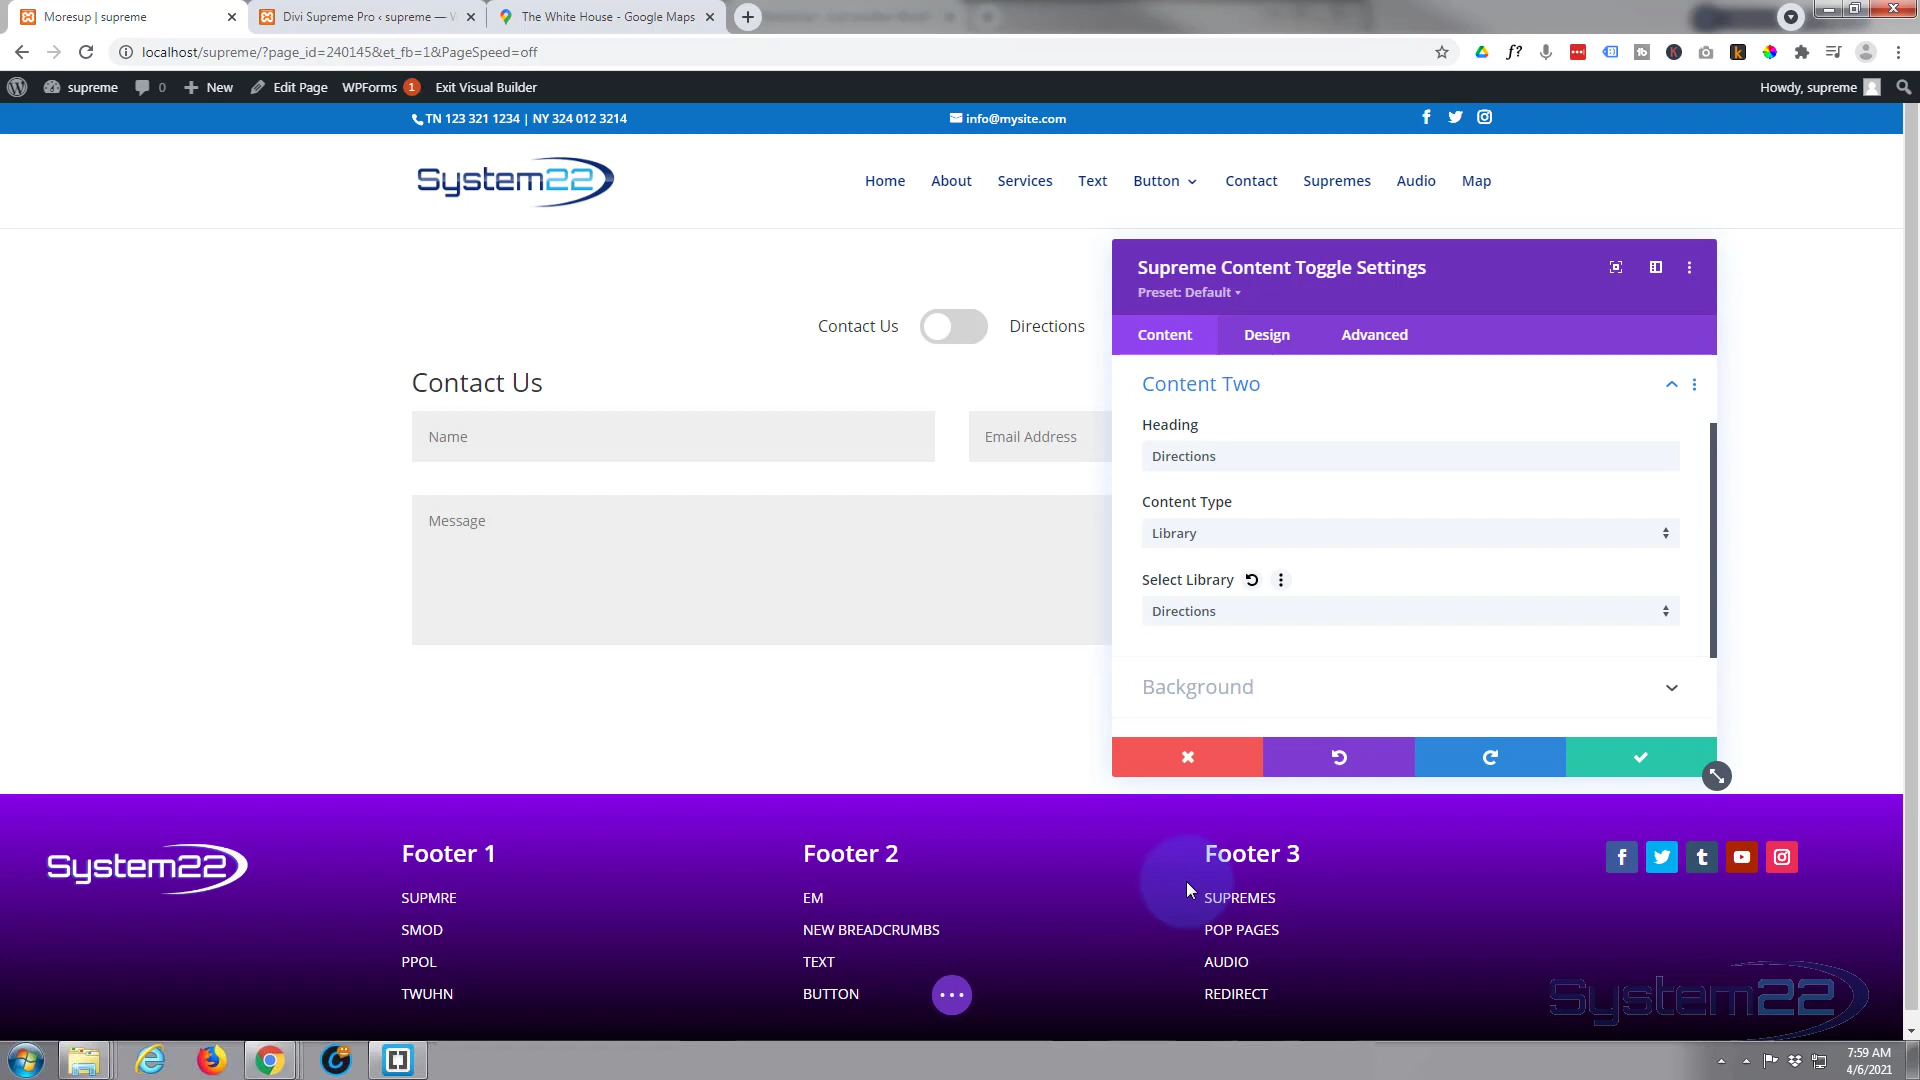 Moresup | supreme
Divi Supreme Pro ‹ supreme — W
The White House - Google Maps
localhost/supreme/?page_id=240145&et_fb=1&PageSpeed=off
supreme 0 New Edit Page WPForms 1 Exit Visual Builder Howdy, supreme
TN 123 321 1234 | NY 324 012 3214 info@mysite.com
System22
Home About Services Text Button Contact Supremes Audio Map
Supreme Content Toggle Settings
Preset: Default
Content Design Advanced
Contact Us Directions
Contact Us
Name
Email Address
Message
Content Two
Heading
Directions
Content Type
Library
Select Library
Directions
Background
System22
Footer 1
SUPMRE
SMOD
PPOL
TWUHN
Footer 2
EM
NEW BREADCRUMBS
TEXT
BUTTON
Footer 3
SUPREMES
POP PAGES
AUDIO
REDIRECT
System22
7:59 AM
4/6/2021